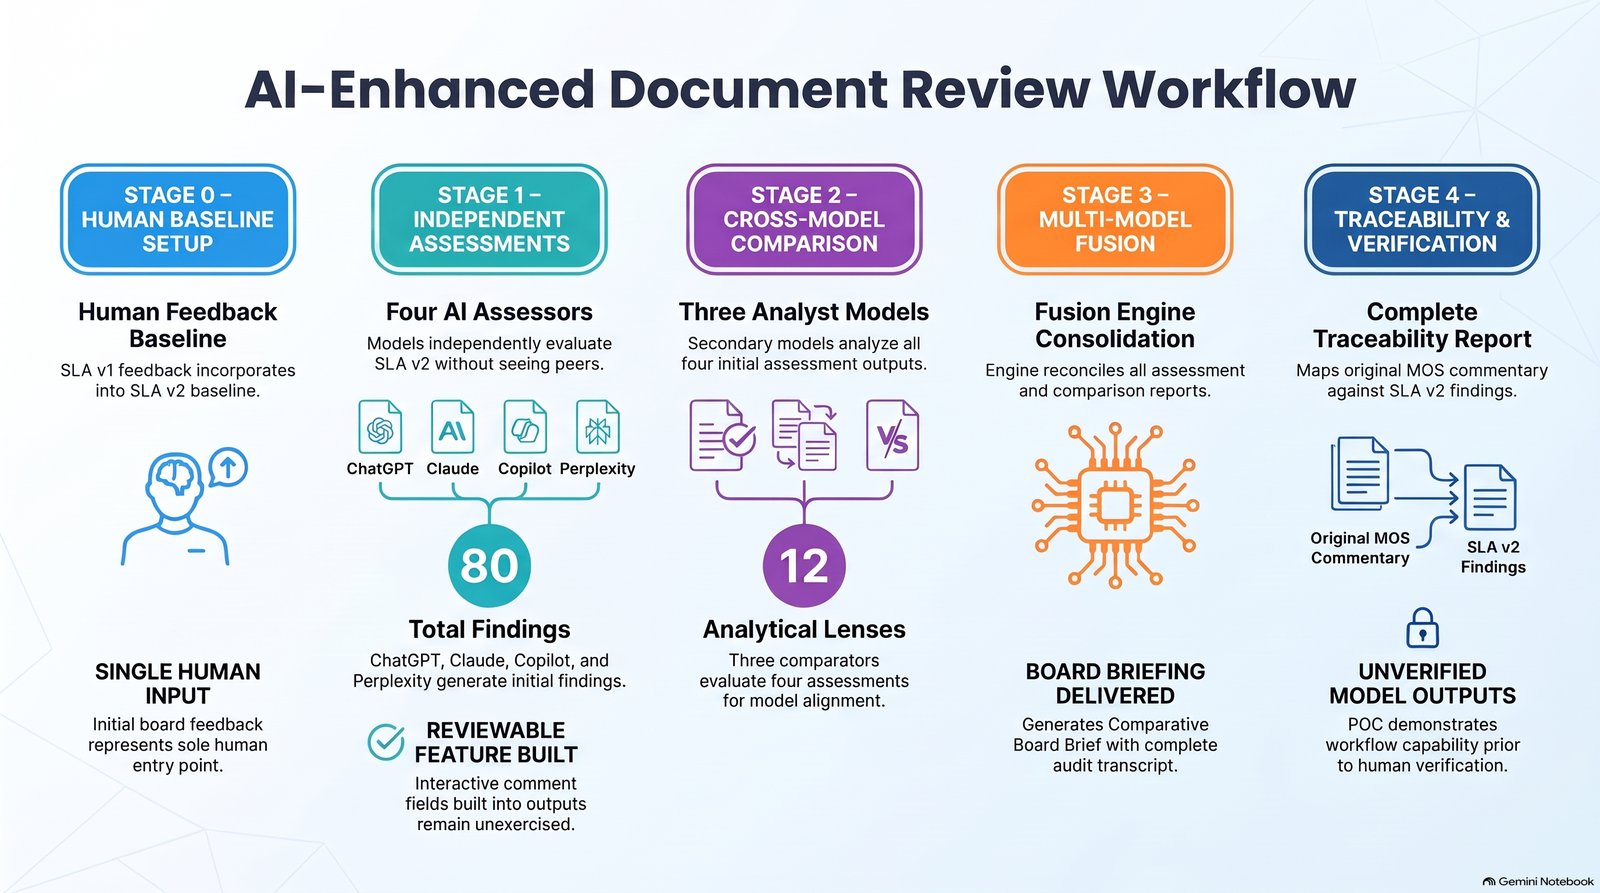 AI-Enhanced Document Review Workflow
STAGE 0 –
HUMAN BASELINE
SETUP
Human Feedback
Baseline
SLA v1 feedback incorporates
into SLA v2 baseline.
SINGLE HUMAN
INPUT
Initial board feedback
represents sole human
entry point.
STAGE 1 –
INDEPENDENT
ASSESSMENTS
Four AI Assessors
Models independently evaluate
SLA v2 without seeing peers.
AI
ChatGPT
Claude
Copilot
Perplexity
80
Total Findings
ChatGPT, Claude, Copilot, and
Perplexity generate initial findings.
REVIEWABLE
FEATURE BUILT
Interactive comment
fields built into outputs
remain unexercised.
STAGE 2 –
CROSS-MODEL
COMPARISON
Three Analyst Models
Secondary models analyze all
four initial assessment outputs.
V/S
12
Analytical Lenses
Three comparators
evaluate four assessments
for model alignment.
STAGE 3 –
MULTI-MODEL
FUSION
Fusion Engine
Consolidation
Engine reconciles all assessment
and comparison reports.
BOARD BRIEFING
DELIVERED
Generates Comparative
Board Brief with complete
audit transcript.
STAGE 4 –
TRACEABILITY &
VERIFICATION
Complete
Traceability Report
Maps original MOS commentary
against SLA v2 findings.
Original MOS
Commentary
SLA v2
Findings
UNVERIFIED
MODEL OUTPUTS
POC demonstrates
workflow capability prior
to human verification.
Gemini Notebook